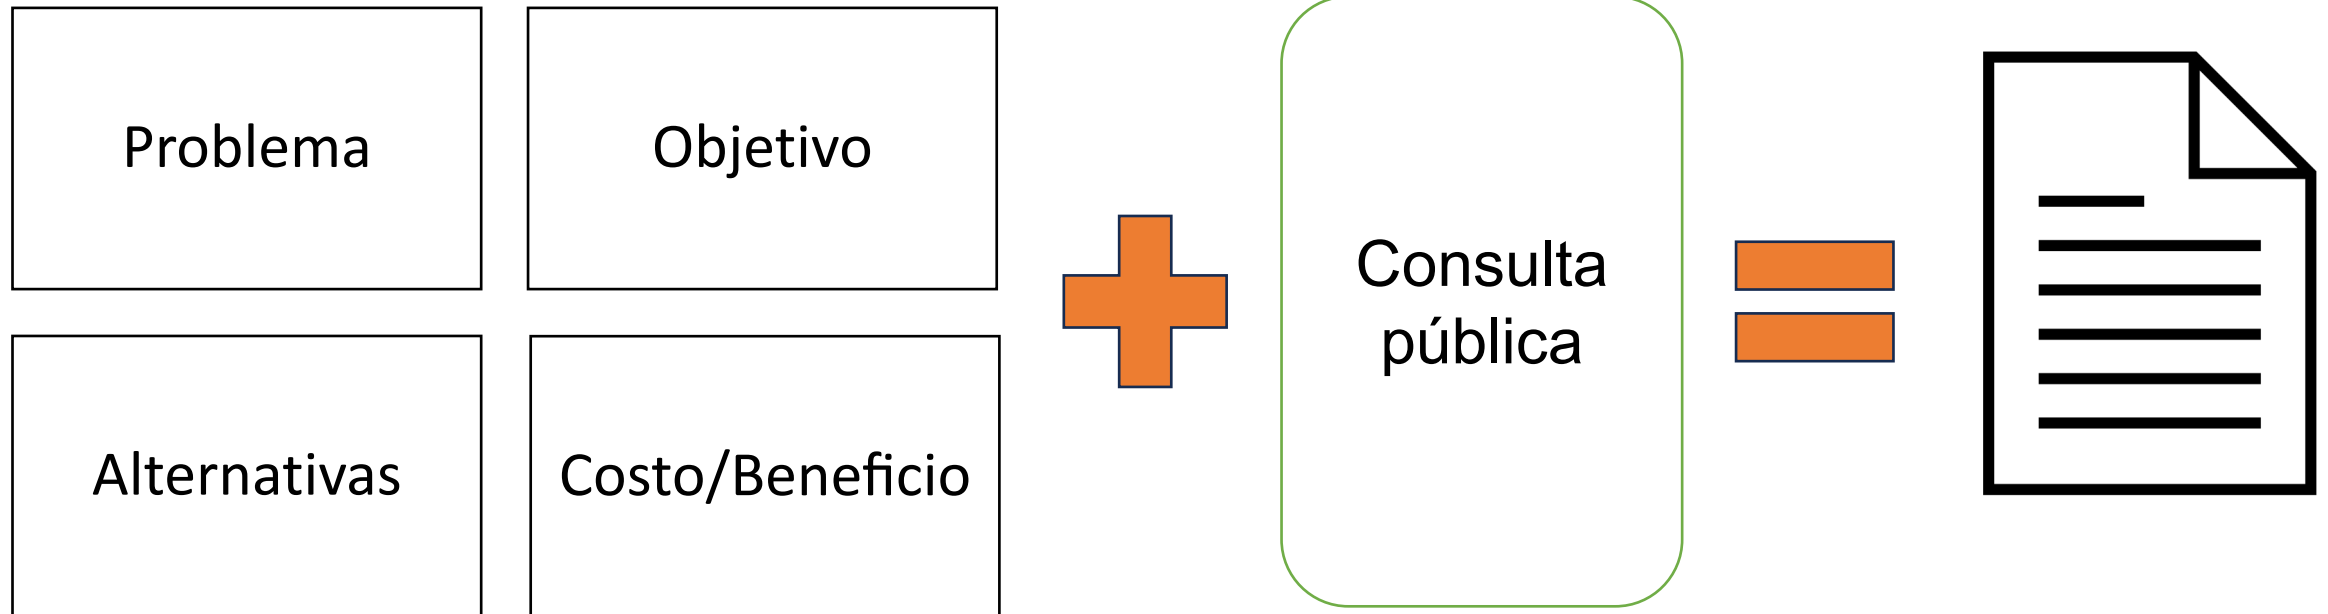 Problema
Objetivo
Alternativas
Costo/Beneficio
Consulta
pública